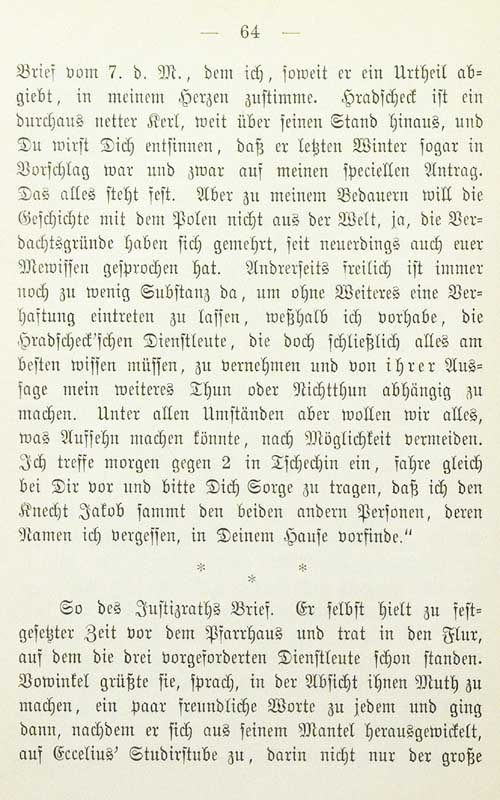 — 64 —
Brief vom 7. d. M., dem ich, soweit er ein Urtheil ab=
giebt, in meinem Herzen zustimme. Hradscheck ist ein
durchaus netter Kerl, weit über seinen Stand hinaus, und
Du wirst Dich entsinnen, daß er letzten Winter sogar in
Vorschlag war und zwar auf meinen speciellen Antrag.
Das alles steht fest. Aber zu meinem Bedauern will die
Geschichte mit dem Polen nicht aus der Welt, ja, die Ver=
dachtsgründe haben sich gemehrt, seit neuerdings auch euer
Mewissen gesprochen hat. Andrerseits freilich ist immer
noch zu wenig Substanz da, um ohne Weiteres eine Ver=
haftung eintreten zu lassen, weßhalb ich vorhabe, die
Hradscheck'schen Dienstleute, die doch schließlich alles am
besten wissen müssen, zu vernehmen und von ihrer Aus=
sage mein weiteres Thun oder Nichtthun abhängig zu
machen. Unter allen Umständen aber wollen wir alles,
was Aufsehn machen könnte, nach Möglichkeit vermeiden.
Ich treffe morgen gegen 2 in Tschechin ein, fahre gleich
bei Dir vor und bitte Dich Sorge zu tragen, daß ich den
Knecht Jakob sammt den beiden andern Personen, deren
Namen ich vergessen, in Deinem Hause vorfinde."
* * *
So des Justizraths Brief. Er selbst hielt zu fest=
gesetzter Zeit vor dem Pfarrhaus und trat in den Flur,
auf dem die drei vorgeforderten Dienstleute schon standen.
Vowinkel grüßte sie, sprach, in der Absicht ihnen Muth zu
machen, ein paar freundliche Worte zu jedem und ging
dann, nachdem er sich aus seinem Mantel herausgewickelt,
auf Eccelius' Studirstube zu, darin nicht nur der große